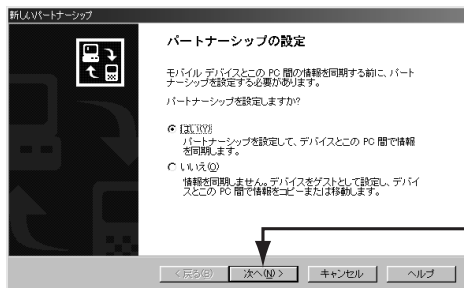 新しいパートナーシップ
パートナーシップの設定
モバイル デバイスとこの PC 間の情報を同期する前に、パート
ナーシップを設定する必要があります。
パートナーシップを設定しますか?
はい(Y)
パートナーシップを設定して、デバイスとこの PC 間で情報
を同期します。
いいえ(O)
情報を同期しません。デバイスをゲストとして設定し、デバイ
スとこの PC 間で情報をコピーまたは移動します。
< 戻る(B) 次へ(N) > キャンセル ヘルプ